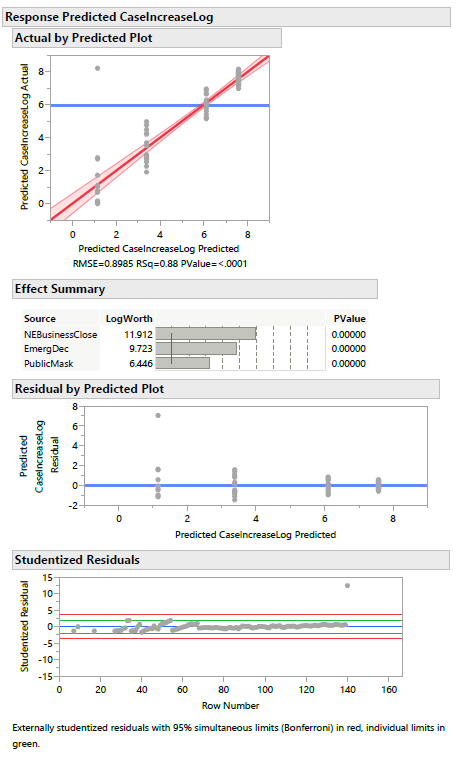 Response Predicted CaseIncreaseLog
Actual by Predicted Plot
Predicted CaseIncreaseLog Actual
8
6
4
2
0
0 2 4 6 8
Predicted CaseIncreaseLog Predicted
RMSE=0.8985 RSq=0.88 PValue=<.0001
Effect Summary
Source LogWorth PValue
NEBusinessClose 11.912 0.00000
EmergDec 9.723 0.00000
PublicMask 6.446 0.00000
Residual by Predicted Plot
Predicted
CaseIncreaseLog
Residual
8
6
4
2
0
-2
0 2 4 6 8
Predicted CaseIncreaseLog Predicted
Studentized Residuals
Studentized Residual
15
10
5
0
-5
-10
-15
0 20 40 60 80 100 120 140 160
Row Number
Externally studentized residuals with 95% simultaneous limits (Bonferroni) in red, individual limits in
green.